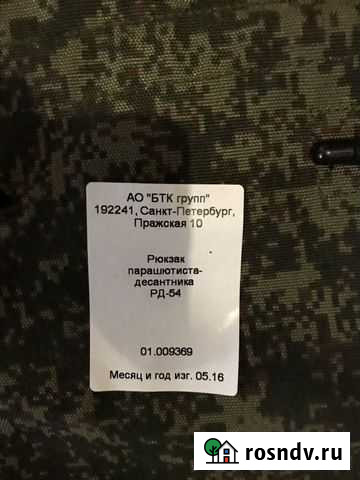 АО "БТК групп"
192241, Санкт-Петербург,
Пражская 10
Рюкзак
парашютиста-
десантника
РД-54
01.009369
Месяц и год изг. 05.16
rosndv.ru